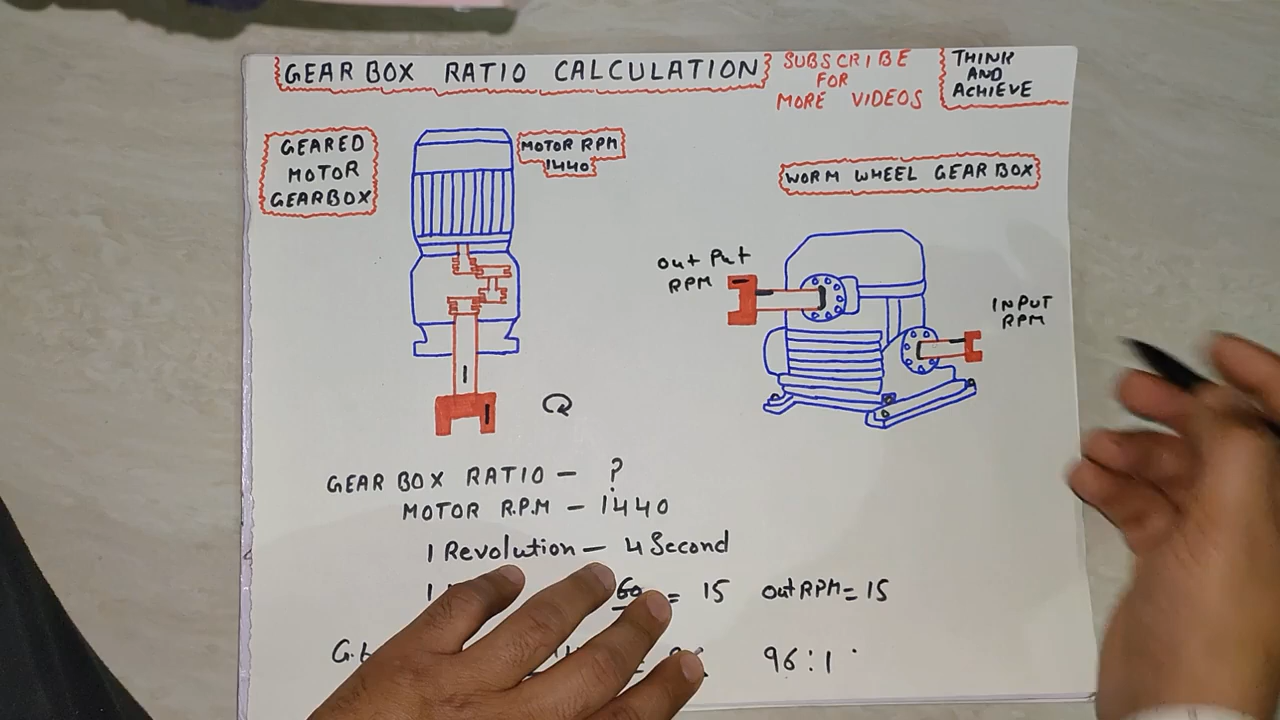 GEAR BOX RATIO CALCULATION
SUBSCRIBE
FOR
MORE VIDEOS
THINK
AND
ACHIEVE
GEARED
MOTOR
GEARBOX
MOTOR RPM
1440
WORM WHEEL GEAR BOX
OUTPUT
RPM
INPUT
RPM
GEAR BOX RATIO – ?
MOTOR R.P.M – 1440
1 Revolution – 4 Second
60 = 15 Out RPM = 15
96:1